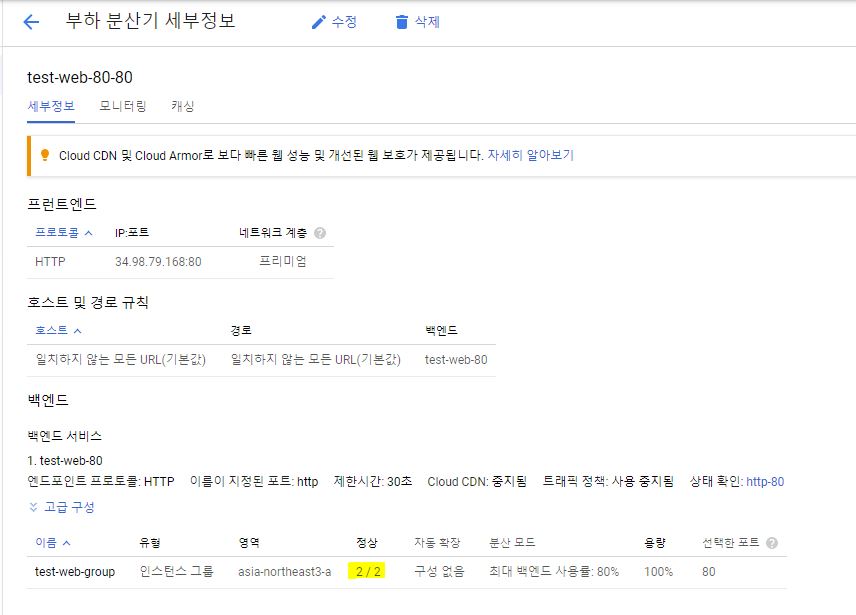 부하 분산기 세부정보 수정 삭제
test-web-80-80
세부정보 모니터링 캐싱
Cloud CDN 및 Cloud Armor로 보다 빠른 웹 성능 및 개선된 웹 보호가 제공됩니다. 자세히 알아보기
프런트엔드
프로토콜 IP:포트 네트워크 계층
HTTP 34.98.79.168:80 프리미엄
호스트 및 경로 규칙
호스트 경로 백엔드
일치하지 않는 모든 URL(기본값) 일치하지 않는 모든 URL(기본값) test-web-80
백엔드
백엔드 서비스
1. test-web-80
엔드포인트 프로토콜: HTTP 이름이 지정된 포트: http 제한시간: 30초 Cloud CDN: 중지됨 트래픽 정책: 사용 중지됨 상태 확인: http-80
고급 구성
이름 유형 영역 정상 자동 확장 분산 모드 용량 선택한 포트
test-web-group 인스턴스 그룹 asia-northeast3-a 2 / 2 구성 없음 최대 백엔드 사용률: 80% 100% 80